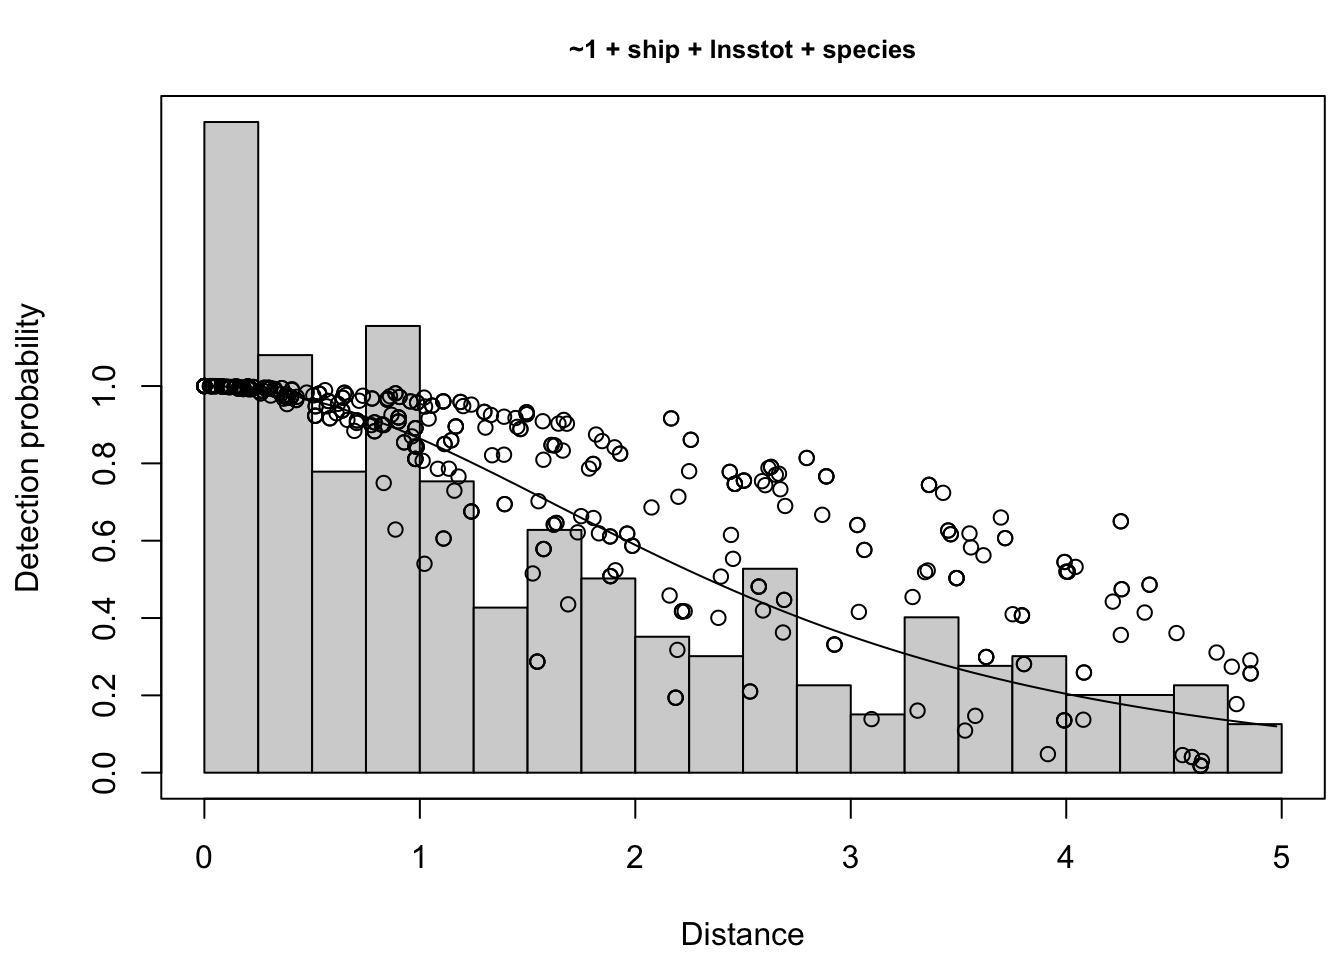 ~1 + ship + lnsstot + species
Detection probability
1.0
0.8
0.6
0.4
0.2
0.0
0 1 2 3 4 5
Distance